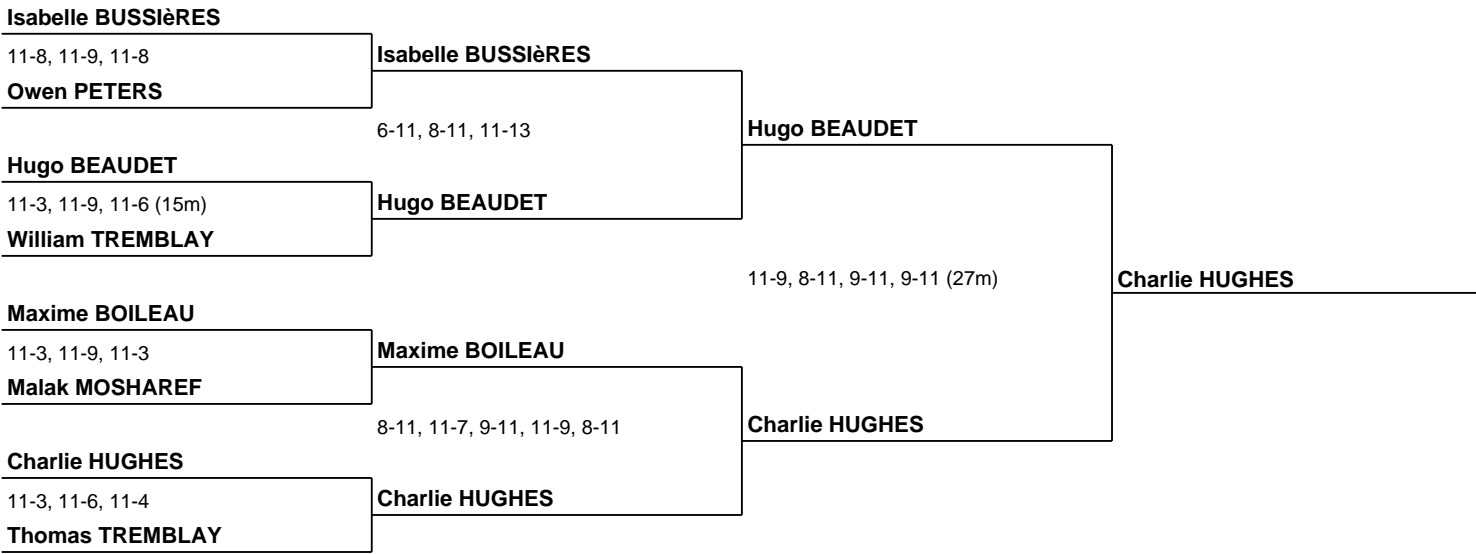 Isabelle BUSSIèRES
11-8, 11-9, 11-8
Isabelle BUSSIèRES
Owen PETERS
6-11, 8-11, 11-13
Hugo BEAUDET
Hugo BEAUDET
11-3, 11-9, 11-6 (15m)
Hugo BEAUDET
William TREMBLAY
11-9, 8-11, 9-11, 9-11 (27m)
Charlie HUGHES
Maxime BOILEAU
11-3, 11-9, 11-3
Maxime BOILEAU
Malak MOSHAREF
8-11, 11-7, 9-11, 11-9, 8-11
Charlie HUGHES
Charlie HUGHES
11-3, 11-6, 11-4
Charlie HUGHES
Thomas TREMBLAY